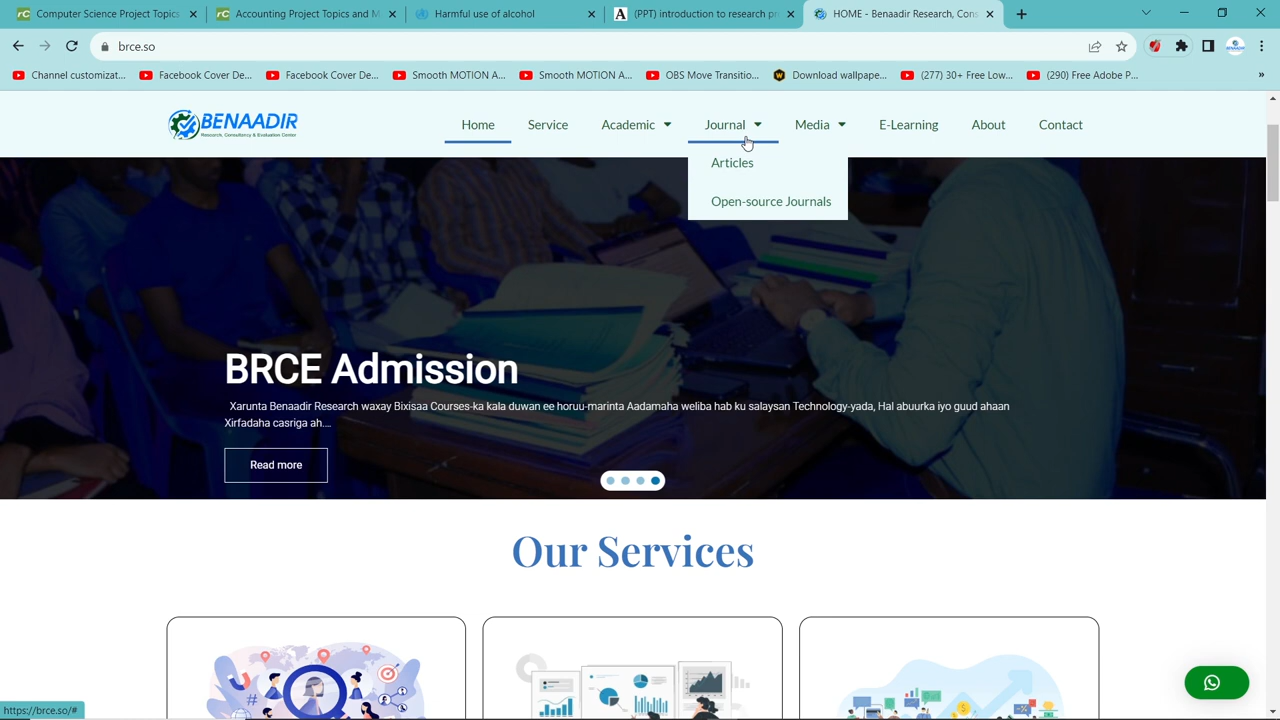 Computer Science Project Topics
Accounting Project Topics and M
Harmful use of alcohol
(PPT) introduction to research pr
HOME - Benaadir Research, Cons
brce.so
Channel customizat...
Facebook Cover De...
Facebook Cover De...
Smooth MOTION A...
Smooth MOTION A...
OBS Move Transitio...
Download wallpape...
(277) 30+ Free Low...
(290) Free Adobe P...
BENAADIR
Research, Consultancy & Evaluation Center
Home
Service
Academic
Journal
Media
E-Learning
About
Contact
Articles
Open-source Journals
BRCE Admission
Xarunta Benaadir Research waxay Bixisaa Courses-ka kala duwan ee horuu-marinta Aadamaha weliba hab ku salaysan Technology-yada, Hal abuurka iyo guud ahaan
Xirfadaha casriga ah....
Read more
Our Services
https://brce.so/#